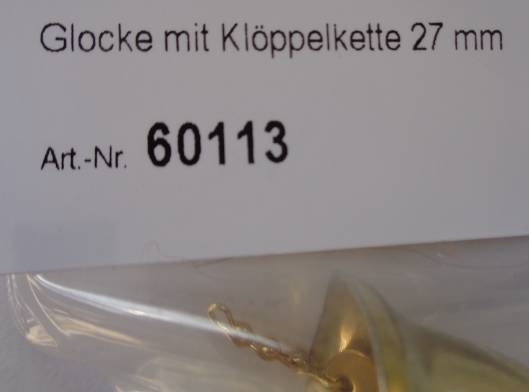 Glocke mit Klöppelkette 27 mm
Art.-Nr. 60113